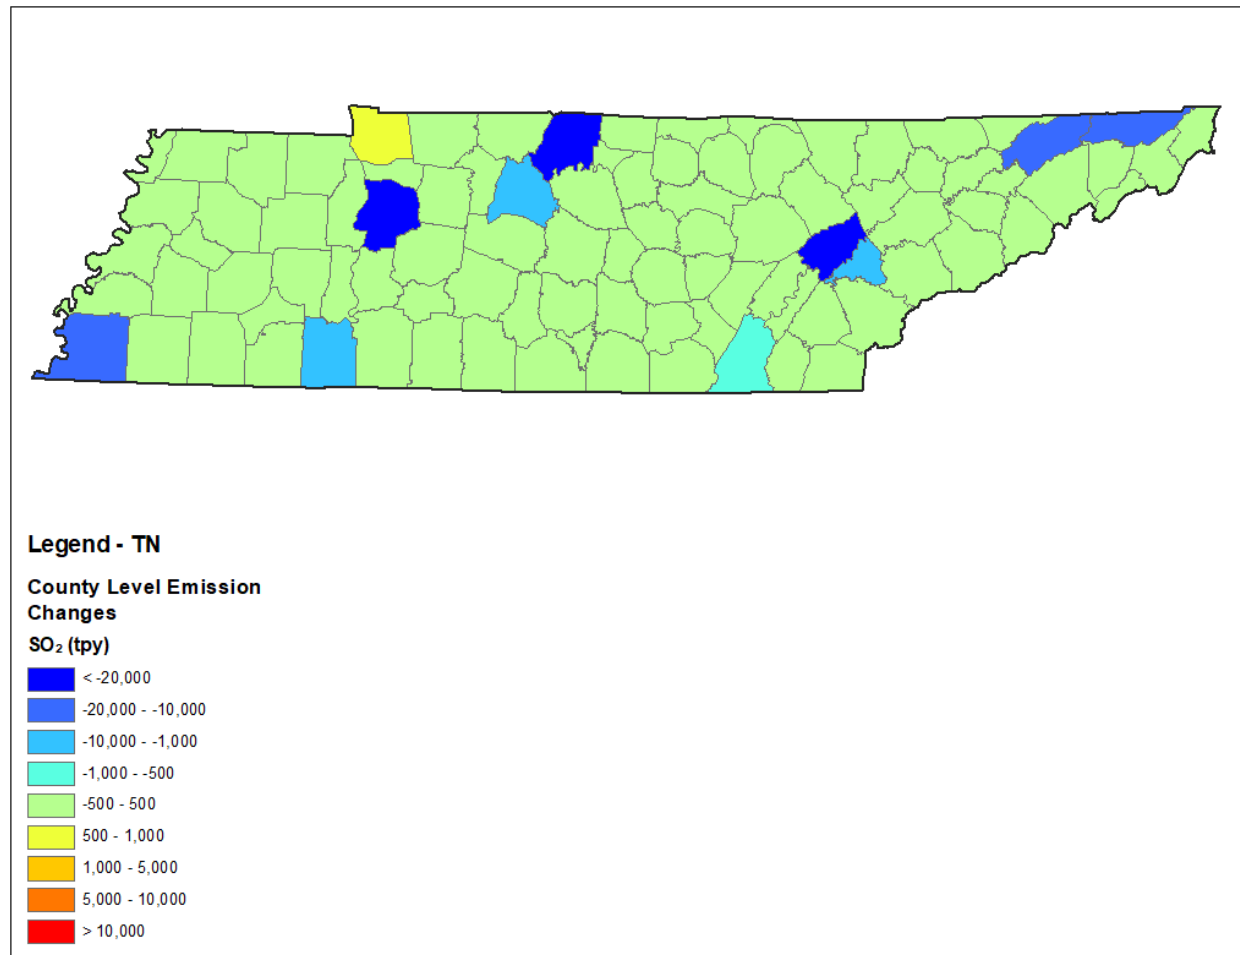 Legend - TN
County Level Emission
Changes
SO₂ (tpy)
< -20,000
-20,000 - -10,000
-10,000 - -1,000
-1,000 - -500
-500 - 500
500 - 1,000
1,000 - 5,000
5,000 - 10,000
> 10,000